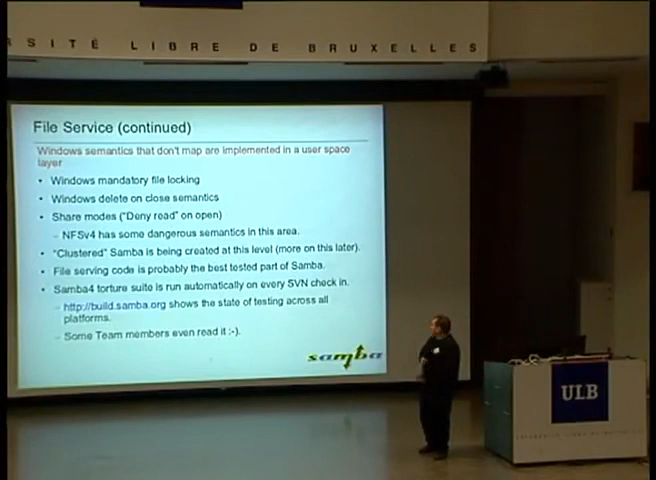 RSITÉ LIBRE DE BRUXELLES
File Service (continued)
Windows semantics that don't map are implemented in a user space
layer
• Windows mandatory file locking
• Windows delete on close semantics
• Share modes ("Deny read" on open)
– NFSv4 has some dangerous semantics in this area.
• "Clustered" Samba is being created at this level (more on this later).
• File serving code is probably the best tested part of Samba.
• Samba4 torture suite is run automatically on every SVN check in.
– http://build.samba.org shows the state of testing across all
platforms.
– Some Team members even read it :-).
samba
ULB